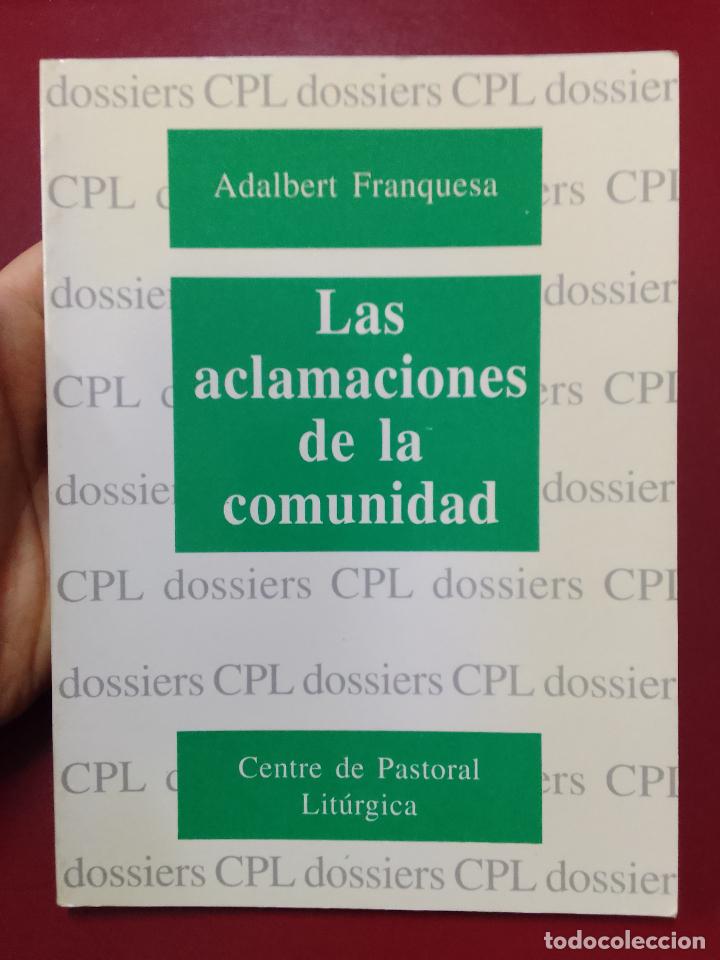 dossiers CPL dossiers CPL dossier
Adalbert Franquesa
CPL d ers CPL
dossie dossier
Las
aclamaciones
CPL d ers CPL
de la
dossie dossier
comunidad
CPL dossiers CPL dossiers CPL
dossiers CPL dossiers CPL dossier
Centre de Pastoral
CPL d ers CPL
Litúrgica
dossiers CPL dossiers CPL dossier
todocoleccion